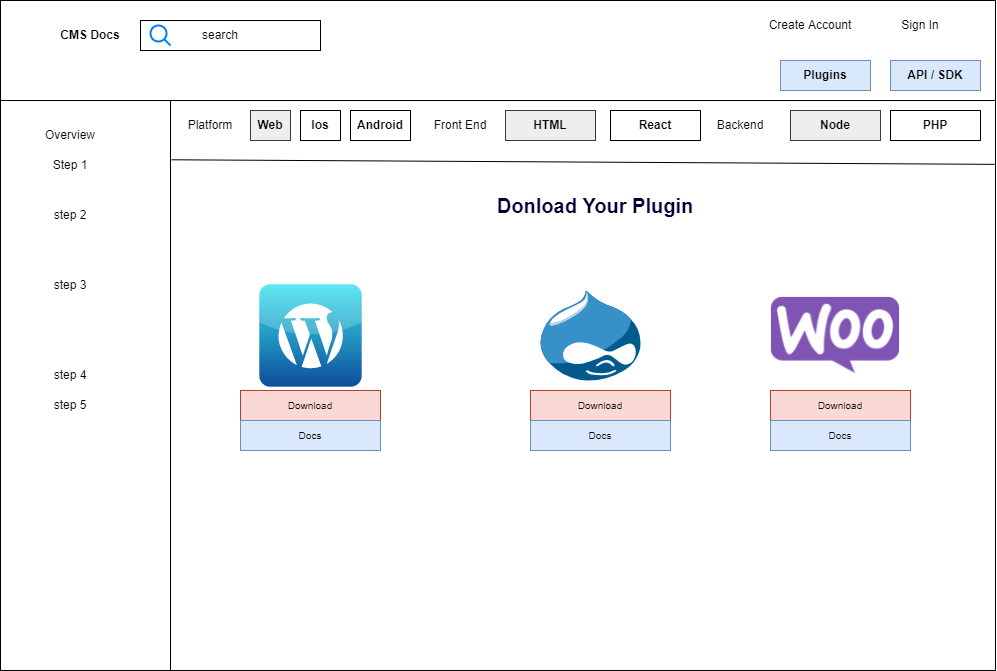 CMS Docs
search
Create Account
Sign In
Plugins
API / SDK
Platform
Web
Ios
Android
Front End
HTML
React
Backend
Node
PHP
Overview
Step 1
step 2
step 3
step 4
step 5
Donload Your Plugin
W
WOO
Download
Download
Download
Docs
Docs
Docs